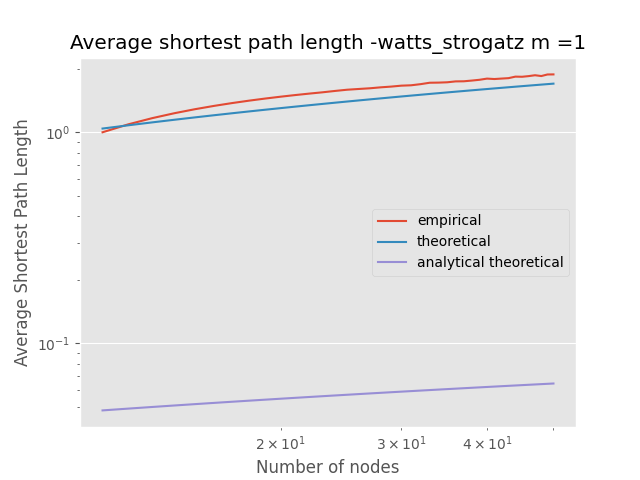 Average shortest path length -watts_strogatz m =1
Average Shortest Path Length
10⁰
10⁻¹
empirical
theoretical
analytical theoretical
2 × 10¹
3 × 10¹
4 × 10¹
Number of nodes